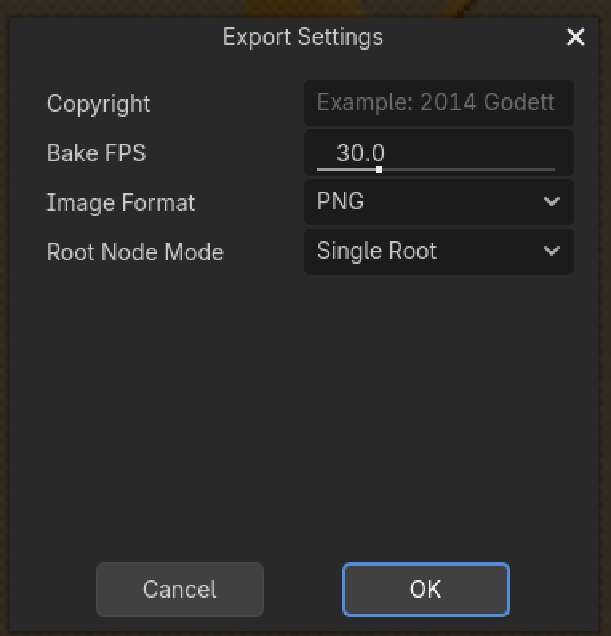 Export Settings
Copyright Example: 2014 Godett
Bake FPS 30.0
Image Format PNG
Root Node Mode Single Root
Cancel OK